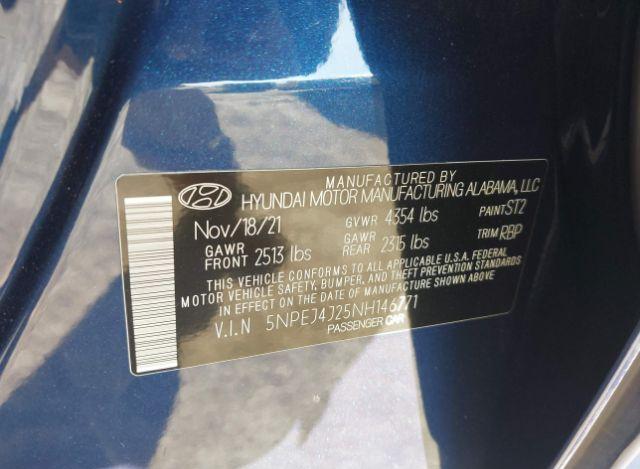 MANUFACTURED BY
HYUNDAI MOTOR MANUFACTURING ALABAMA, LLC
Nov/18/21 GVWR 4354 lbs PAINT ST2
GAWR FRONT 2513 lbs GAWR REAR 2315 lbs TRIM RBP
THIS VEHICLE CONFORMS TO ALL APPLICABLE U.S.A. FEDERAL
MOTOR VEHICLE SAFETY, BUMPER, AND THEFT PREVENTION STANDARDS
IN EFFECT ON THE DATE OF MANUFACTURE SHOWN ABOVE
V.I.N 5NPEJ4J25NH146771
PASSENGER CAR